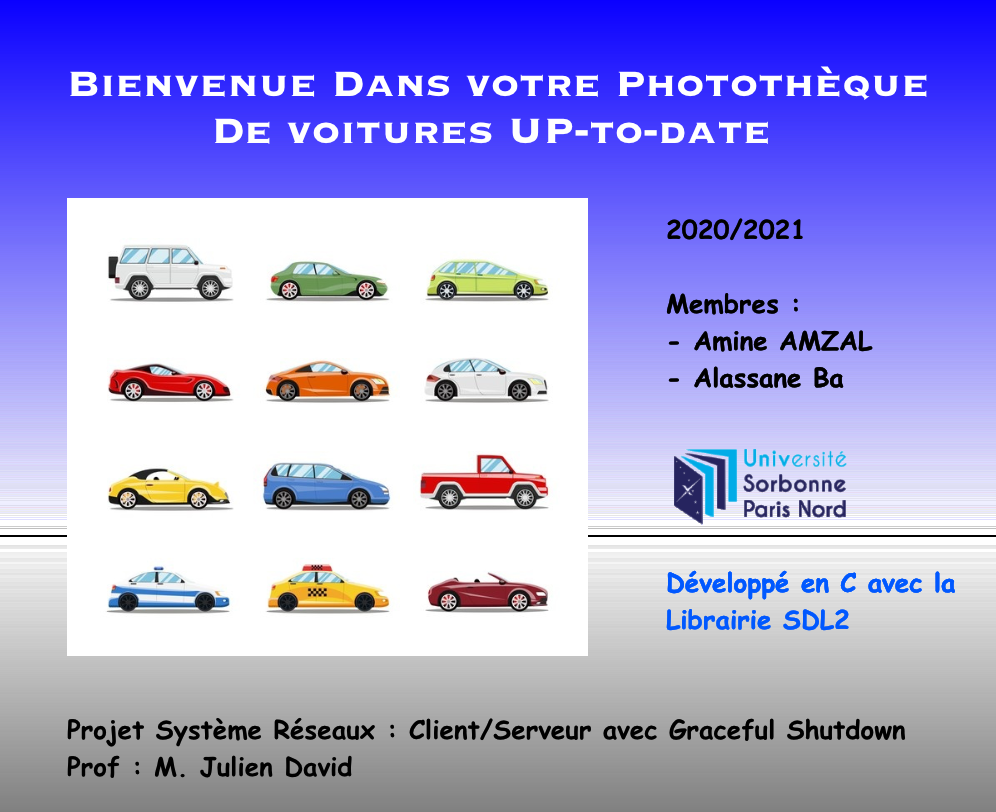 Bienvenue Dans votre Photothèque
De voitures UP-to-date
2020/2021
Membres :
- Amine AMZAL
- Alassane Ba
Université
Sorbonne
Paris Nord
Développé en C avec la
Librairie SDL2
Projet Système Réseaux : Client/Serveur avec Graceful Shutdown
Prof : M. Julien David